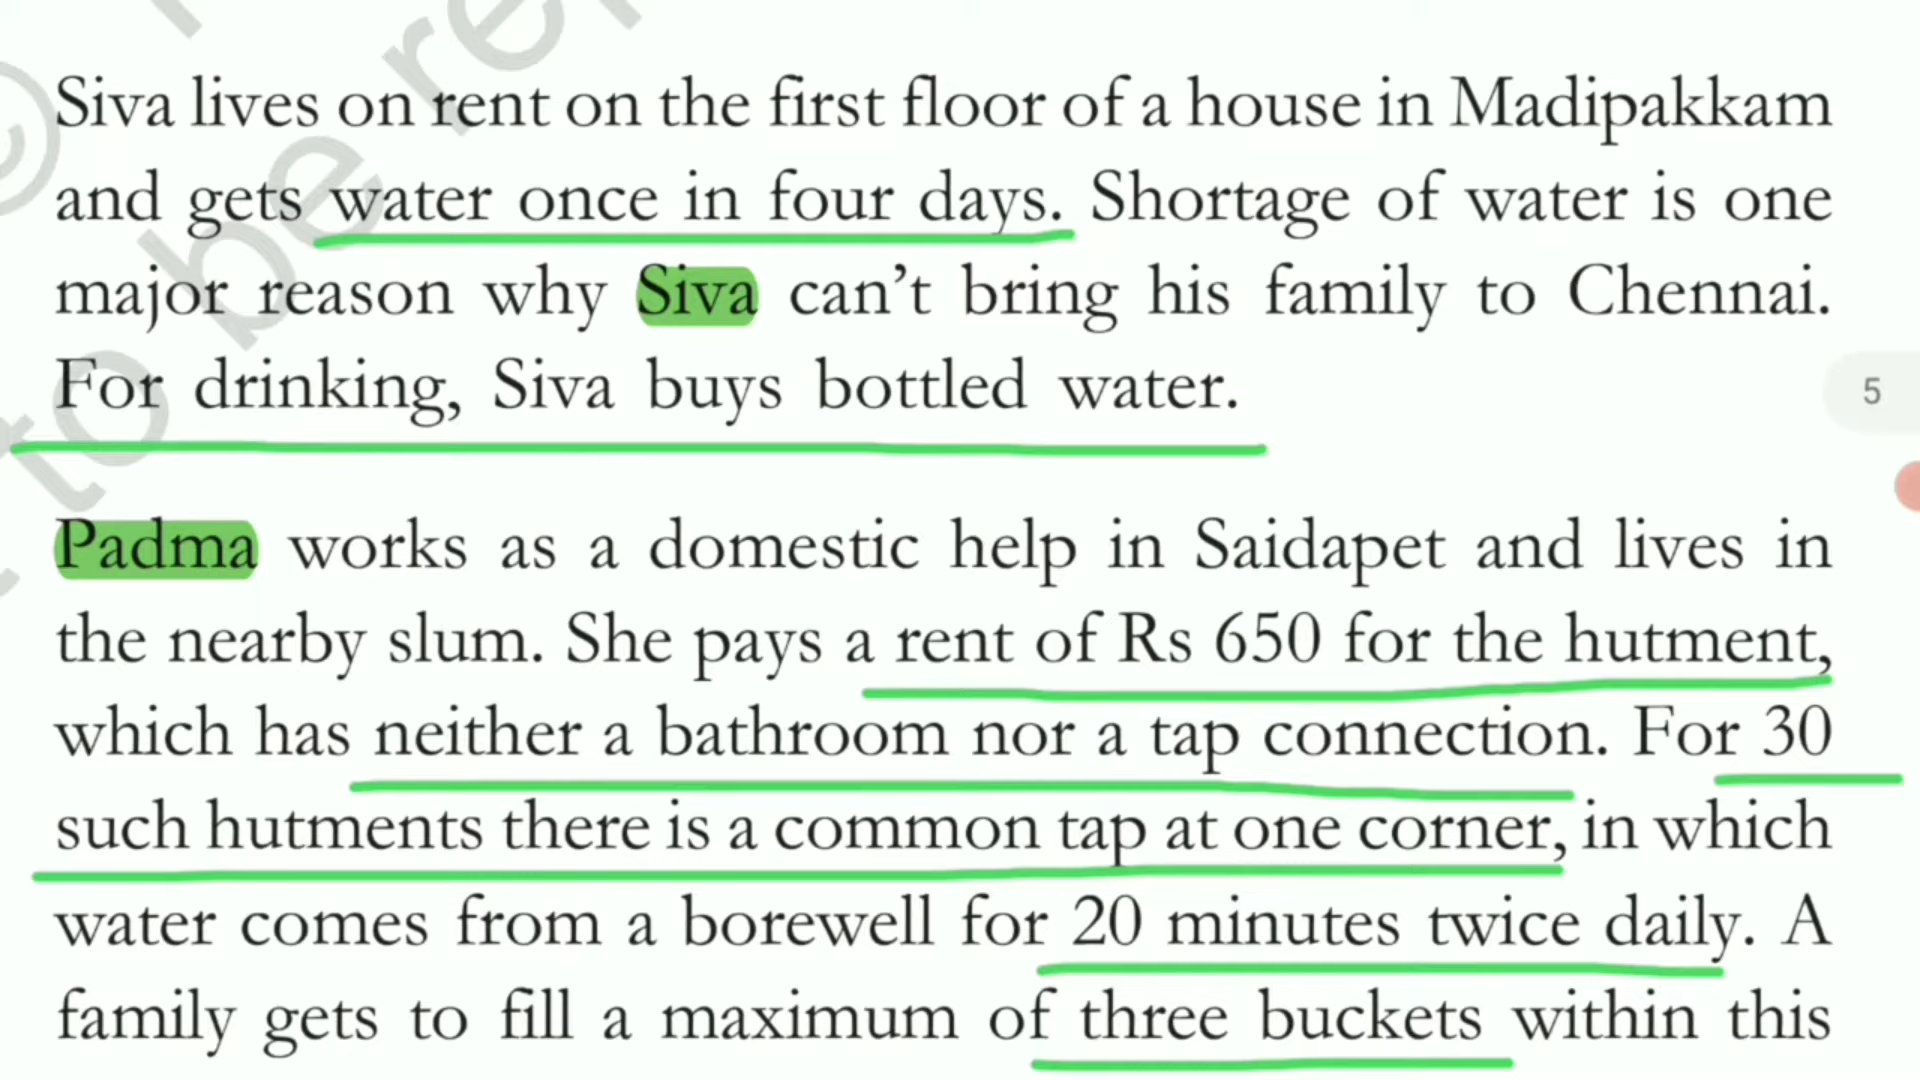 Siva lives on rent on the first floor of a house in Madipakkam
and gets water once in four days. Shortage of water is one
major reason why Siva can't bring his family to Chennai.
For drinking, Siva buys bottled water.
5
Padma works as a domestic help in Saidapet and lives in
the nearby slum. She pays a rent of Rs 650 for the hutment,
which has neither a bathroom nor a tap connection. For 30
such hutments there is a common tap at one corner, in which
water comes from a borewell for 20 minutes twice daily. A
family gets to fill a maximum of three buckets within this
to be re